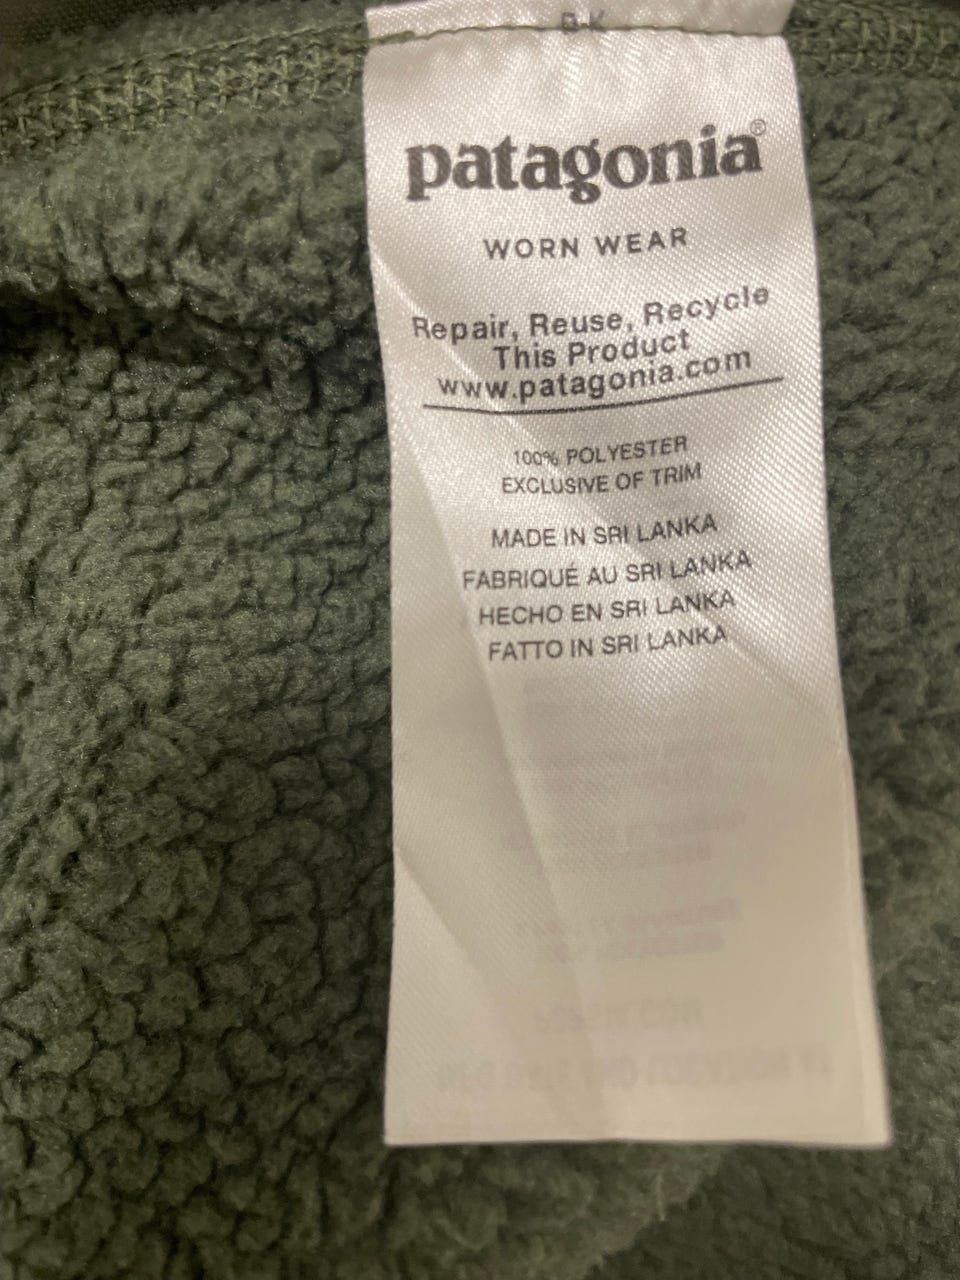 patagonia®
WORN WEAR
Repair, Reuse, Recycle
This Product
www.patagonia.com
100% POLYESTER
EXCLUSIVE OF TRIM
MADE IN SRI LANKA
FABRIQUÉ AU SRI LANKA
HECHO EN SRI LANKA
FATTO IN SRI LANKA